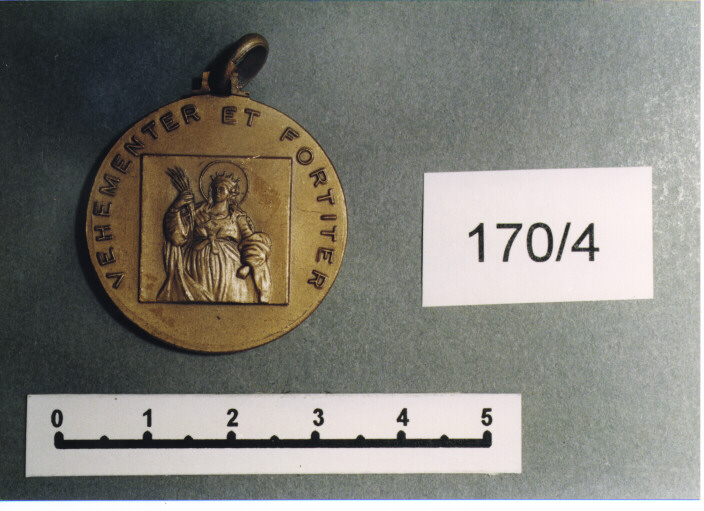 VEHEMENTER ET FORTITER
170/4
0 1 2 3 4 5